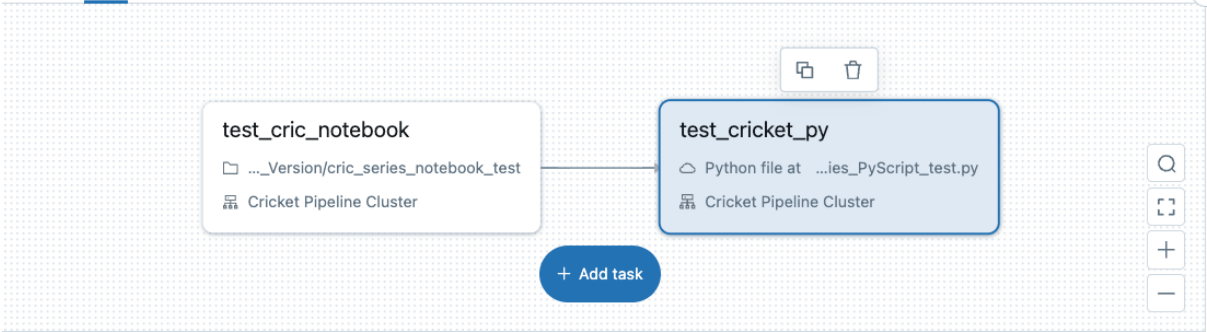 test_cric_notebook
..._Version/cric_series_notebook_test
Cricket Pipeline Cluster
test_cricket_py
Python file at ...ies_PyScript_test.py
Cricket Pipeline Cluster
+ Add task